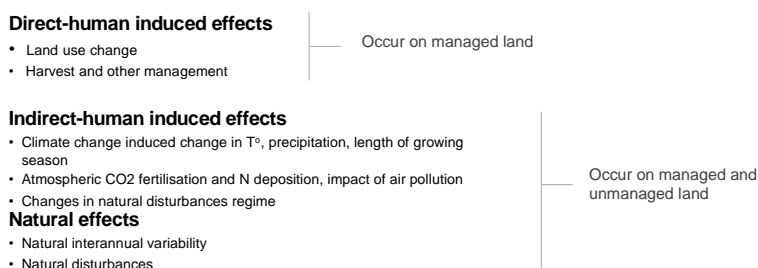 Direct-human induced effects
• Land use change
• Harvest and other management
Occur on managed land
Indirect-human induced effects
• Climate change induced change in Tº, precipitation, length of growing
season
• Atmospheric CO2 fertilisation and N deposition, impact of air pollution
• Changes in natural disturbances regime
Natural effects
• Natural interannual variability
• Natural disturbances
Occur on managed and
unmanaged land